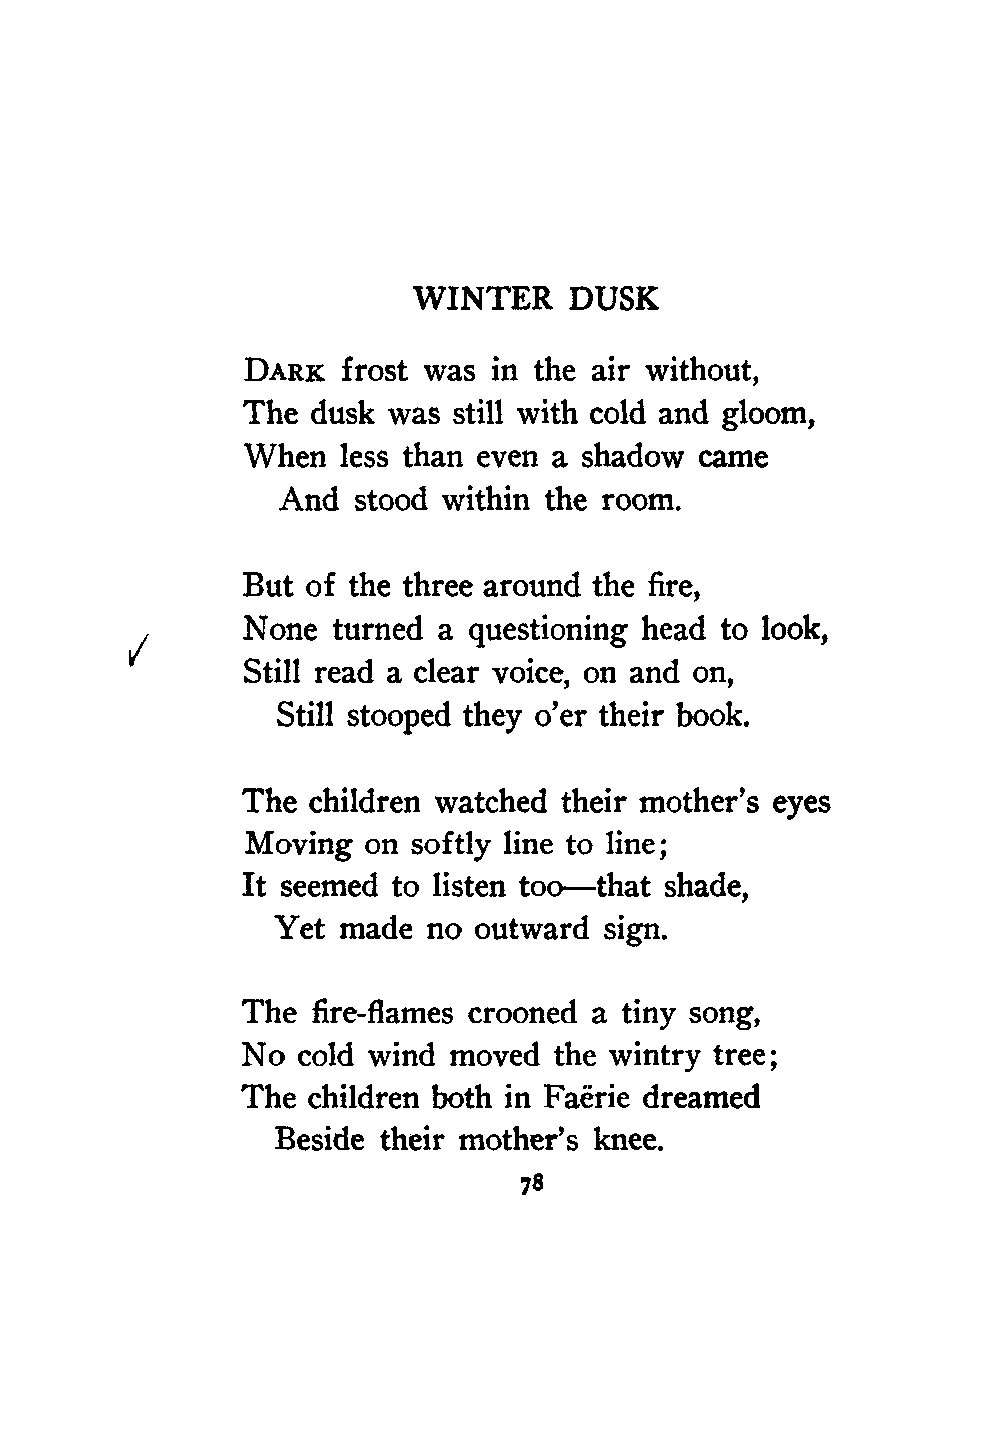 WINTER DUSK
DARK frost was in the air without,
The dusk was still with cold and gloom,
When less than even a shadow came
And stood within the room.
But of the three around the fire,
None turned a questioning head to look,
Still read a clear voice, on and on,
Still stooped they o'er their book.
The children watched their mother's eyes
Moving on softly line to line;
It seemed to listen too—that shade,
Yet made no outward sign.
The fire-flames crooned a tiny song,
No cold wind moved the wintry tree;
The children both in Faërie dreamed
Beside their mother's knee.
78